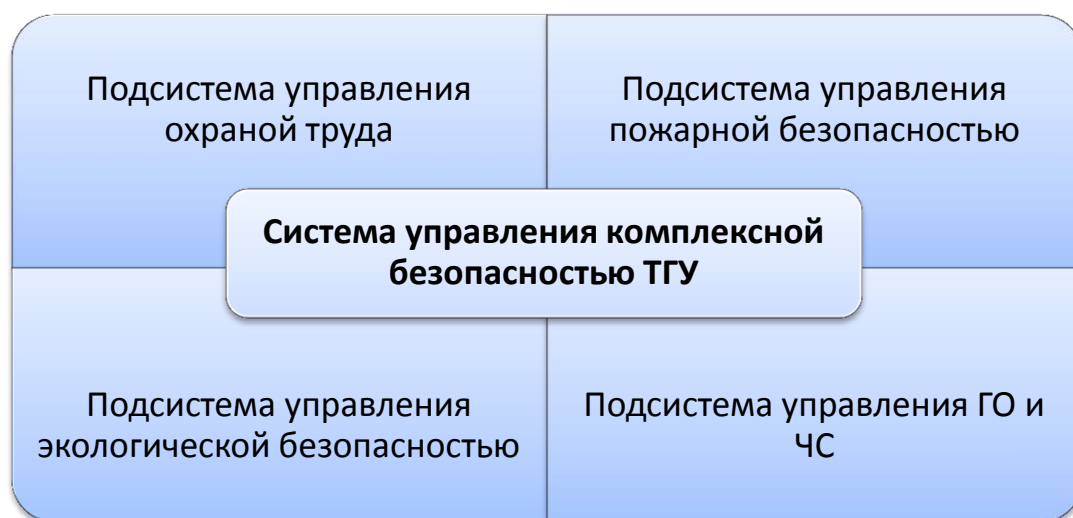 Подсистема управления
охраной труда
Подсистема управления
пожарной безопасностью
Система управления комплексной
безопасностью ТГУ
Подсистема управления
экологической безопасностью
Подсистема управления ГО и
ЧС